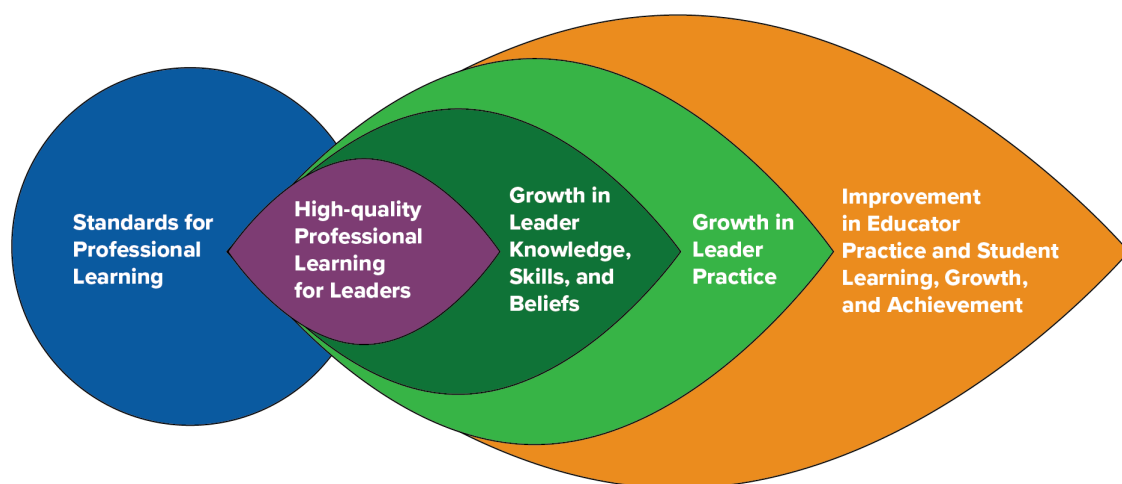 Standards for
Professional
Learning
High-quality
Professional
Learning
for Leaders
Growth in
Leader
Knowledge,
Skills, and
Beliefs
Growth in
Leader
Practice
Improvement
in Educator
Practice and Student
Learning, Growth,
and Achievement